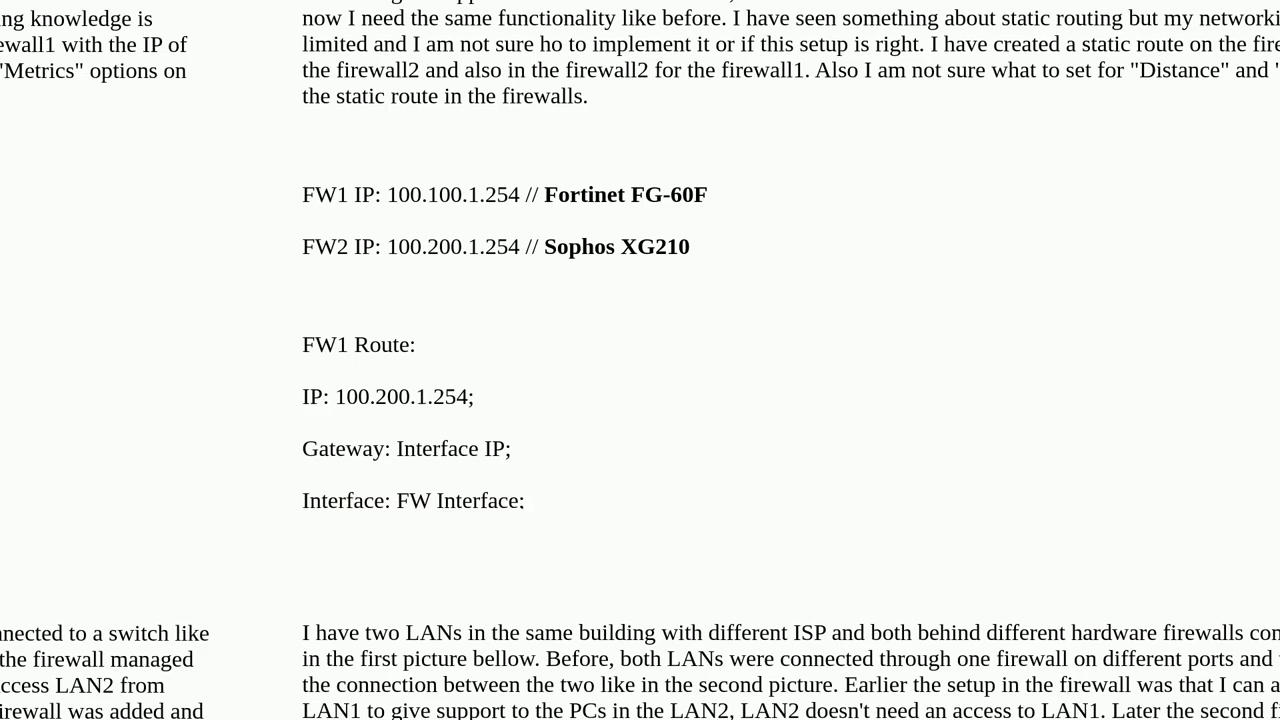 ng knowledge is
ewall1 with the IP of
"Metrics" options on
now I need the same functionality like before. I have seen something about static routing but my networki
limited and I am not sure ho to implement it or if this setup is right. I have created a static route on the fire
the firewall2 and also in the firewall2 for the firewall1. Also I am not sure what to set for "Distance" and "
the static route in the firewalls.
FW1 IP: 100.100.1.254 // Fortinet FG-60F
FW2 IP: 100.200.1.254 // Sophos XG210
FW1 Route:
IP: 100.200.1.254;
Gateway: Interface IP;
Interface: FW Interface;
nnected to a switch like
the firewall managed
ccess LAN2 from
irewall was added and
I have two LANs in the same building with different ISP and both behind different hardware firewalls con
in the first picture bellow. Before, both LANs were connected through one firewall on different ports and
the connection between the two like in the second picture. Earlier the setup in the firewall was that I can a
LAN1 to give support to the PCs in the LAN2, LAN2 doesn't need an access to LAN1. Later the second f